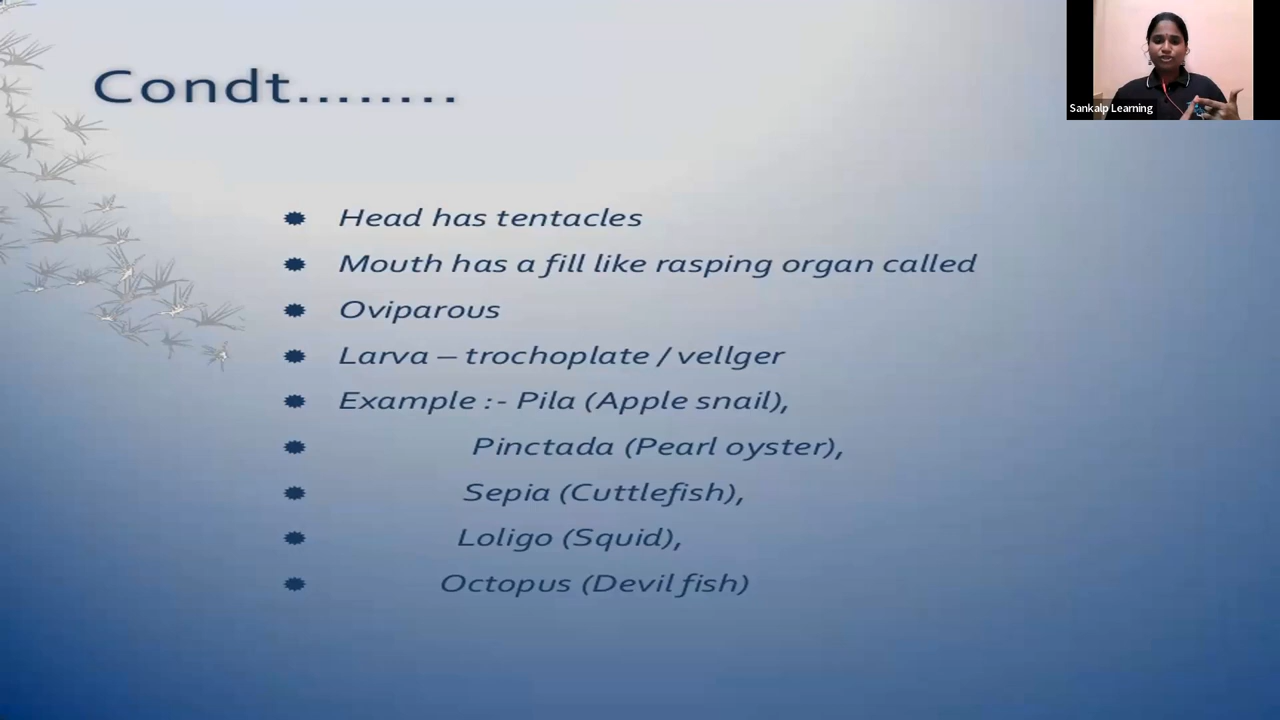 Condt........
Sankalp Learning
Head has tentacles
Mouth has a fill like rasping organ called
Oviparous
Larva – trochoplate / vellger
Example :- Pila (Apple snail),
Pinctada (Pearl oyster),
Sepia (Cuttlefish),
Loligo (Squid),
Octopus (Devil fish)